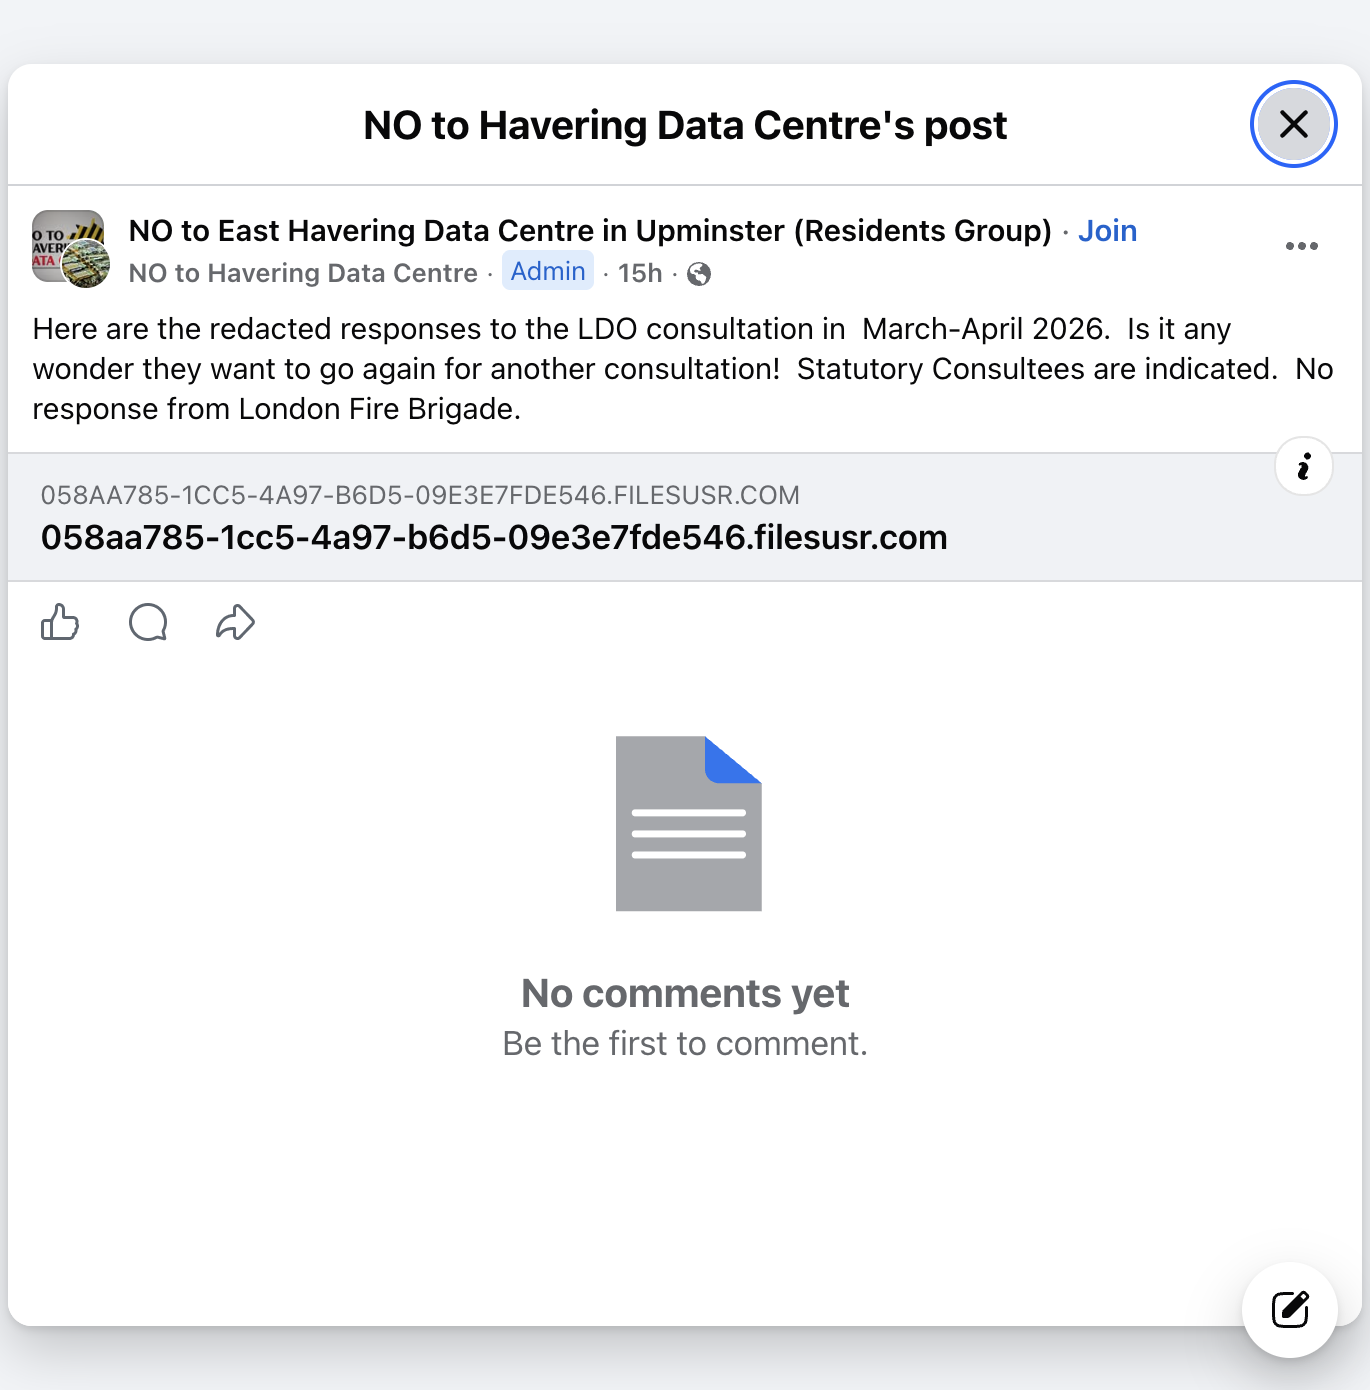 NO to Havering Data Centre's post
NO to East Havering Data Centre in Upminster (Residents Group) · Join
NO to Havering Data Centre · Admin · 15h ·
Here are the redacted responses to the LDO consultation in  March-April 2026.  Is it any
wonder they want to go again for another consultation!  Statutory Consultees are indicated.  No
response from London Fire Brigade.
058AA785-1CC5-4A97-B6D5-09E3E7FDE546.FILESUSR.COM
058aa785-1cc5-4a97-b6d5-09e3e7fde546.filesusr.com
No comments yet
Be the first to comment.